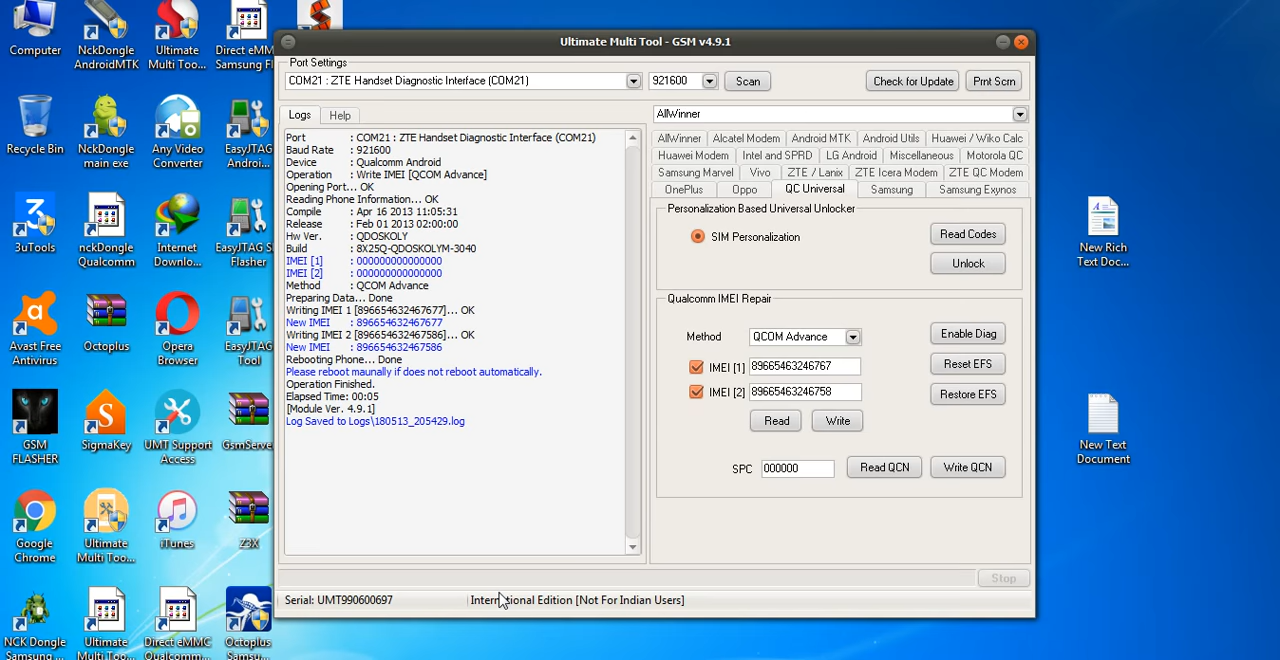 Computer
NckDongle
AndroidMTK
Ultimate
Multi Too...
Direct eMM
Samsung Fl
Recycle Bin
NckDongle
main exe
Any Video
Converter
EasyJTAG
Androi...
3uTools
nckDongle
Qualcomm
Internet
Downlo...
EasyJTAG S
Flasher
Avast Free
Antivirus
Octoplus
Opera
Browser
EasyJTAG
Tool
GSM
FLASHER
SigmaKey
UMT Support
Access
GsmServe
Google
Chrome
Ultimate
Multi Too...
iTunes
Z3X
NCK Dongle
Samsung ...
Ultimate
Multi Too...
Direct eMMC
Qualcomm...
Octoplus
Samsu...
Ultimate Multi Tool - GSM v4.9.1
Port Settings
COM21 : ZTE Handset Diagnostic Interface (COM21)
921600
Scan
Check for Update
Prnt Scrn
Logs
Help
Port : COM21 : ZTE Handset Diagnostic Interface (COM21)
Baud Rate : 921600
Device : Qualcomm Android
Operation : Write IMEI [QCOM Advance]
Opening Port... OK
Reading Phone Information... OK
Compile : Apr 16 2013 11:05:31
Release : Feb 01 2013 02:00:00
Hw Ver. : QDOSKOLY
Build : 8X25Q-QDOSKOLYM-3040
IMEI [1] : 000000000000000
IMEI [2] : 000000000000000
Method : QCOM Advance
Preparing Data... Done
Writing IMEI 1 [896654632467677]... OK
New IMEI : 896654632467677
Writing IMEI 2 [896654632467586]... OK
New IMEI : 896654632467586
Rebooting Phone... Done
Please reboot maunally if does not reboot automatically.
Operation Finished.
Elapsed Time: 00:05
[Module Ver. 4.9.1]
Log Saved to Logs\180513_205429.log
AllWinner
AllWinner
Alcatel Modem
Android MTK
Android Utils
Huawei / Wiko Calc
Huawei Modem
Intel and SPRD
LG Android
Miscellaneous
Motorola QC
Samsung Marvel
Vivo
ZTE / Lanix
ZTE Icera Modem
ZTE QC Modem
OnePlus
Oppo
QC Universal
Samsung
Samsung Exynos
Personalization Based Universal Unlocker
SIM Personalization
Read Codes
Unlock
Qualcomm IMEI Repair
Method
QCOM Advance
Enable Diag
IMEI [1]
89665463246767
Reset EFS
IMEI [2]
89665463246758
Restore EFS
Read
Write
SPC
000000
Read QCN
Write QCN
Stop
Serial: UMT990600697
International Edition [Not For Indian Users]
New Rich
Text Doc...
New Text
Document